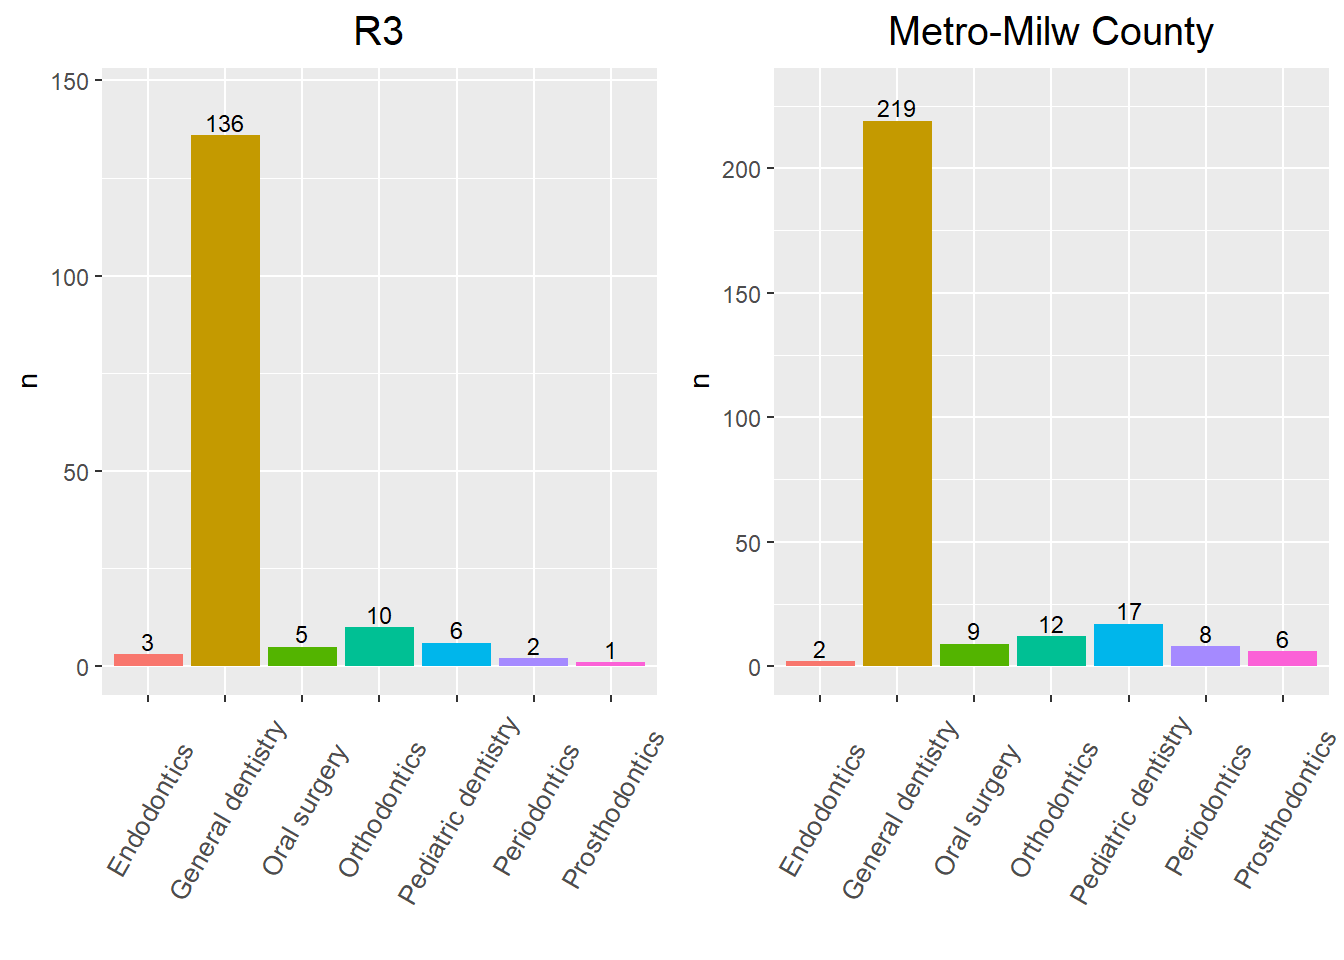 R3
n
150
100
50
0
3
136
5
10
6
2
1
Endodontics
General dentistry
Oral surgery
Orthodontics
Pediatric dentistry
Periodontics
Prosthodontics
Metro-Milw County
n
200
150
100
50
0
2
219
9
12
17
8
6
Endodontics
General dentistry
Oral surgery
Orthodontics
Pediatric dentistry
Periodontics
Prosthodontics